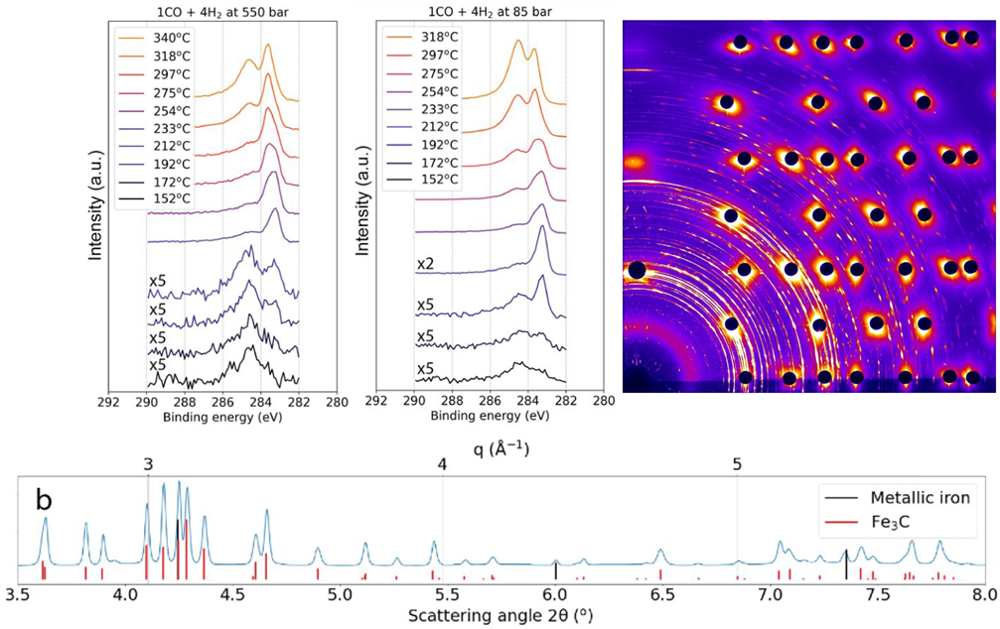 1CO + 4H₂ at 550 bar
340°C
318°C
297°C
275°C
254°C
233°C
212°C
192°C
172°C
152°C
x5
x5
x5
x5
Intensity (a.u.)
292 290 288 286 284 282 280
Binding energy (eV)
1CO + 4H₂ at 85 bar
318°C
297°C
275°C
254°C
233°C
212°C
192°C
172°C
152°C
x2
x5
x5
x5
Intensity (a.u.)
292 290 288 286 284 282 280
Binding energy (eV)
q (Å⁻¹)
3 4 5
b
Metallic iron
Fe₃C
3.5 4.0 4.5 5.0 5.5 6.0 6.5 7.0 7.5 8.0
Scattering angle 2θ (°)